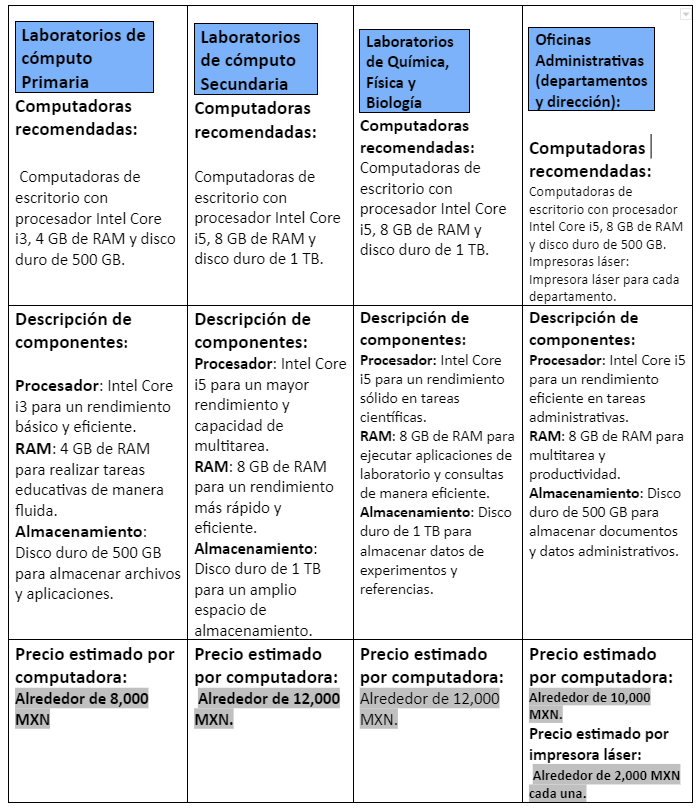 Laboratorios de
cómputo
Primaria
Computadoras
recomendadas:
Computadoras de
escritorio con
procesador Intel Core
i3, 4 GB de RAM y disco
duro de 500 GB.
Laboratorios
de cómputo
Secundaria
Computadoras
recomendadas:
Computadoras de
escritorio con
procesador Intel Core
i5, 8 GB de RAM y
disco duro de 1 TB.
Laboratorios
de Química,
Física y
Biología
Computadoras
recomendadas:
Computadoras de
escritorio con
procesador Intel Core
i5, 8 GB de RAM y
disco duro de 1 TB.
Oficinas
Administrativas
(departamentos
y dirección):
Computadoras
recomendadas:
Computadoras de
escritorio con procesador
Intel Core i5, 8 GB de RAM
y disco duro de 500 GB.
Impresoras láser:
Impresora láser para cada
departamento.
Descripción de
componentes:
Procesador: Intel Core
i3 para un rendimiento
básico y eficiente.
RAM: 4 GB de RAM
para realizar tareas
educativas de manera
fluida.
Almacenamiento:
Disco duro de 500 GB
para almacenar archivos
y aplicaciones.
Descripción de
componentes:
Procesador: Intel Core
i5 para un mayor
rendimiento y
capacidad de
multitarea.
RAM: 8 GB de RAM
para un rendimiento
más rápido y
eficiente.
Almacenamiento:
Disco duro de 1 TB
para un amplio
espacio de
almacenamiento.
Descripción de
componentes:
Procesador: Intel Core
i5 para un rendimiento
sólido en tareas
científicas.
RAM: 8 GB de RAM para
ejecutar aplicaciones de
laboratorio y consultas
de manera eficiente.
Almacenamiento: Disco
duro de 1 TB para
almacenar datos de
experimentos y
referencias.
Descripción de
componentes:
Procesador: Intel Core i5
para un rendimiento
eficiente en tareas
administrativas.
RAM: 8 GB de RAM para
multitarea y
productividad.
Almacenamiento: Disco
duro de 500 GB para
almacenar documentos
y datos administrativos.
Precio estimado por
computadora:
Alrededor de 8,000
MXN
Precio estimado
por computadora:
Alrededor de 12,000
MXN.
Precio estimado
por computadora:
Alrededor de 12,000
MXN.
Precio estimado
por computadora:
Alrededor de 10,000
MXN.
Precio estimado por
impresora láser:
Alrededor de 2,000 MXN
cada una.